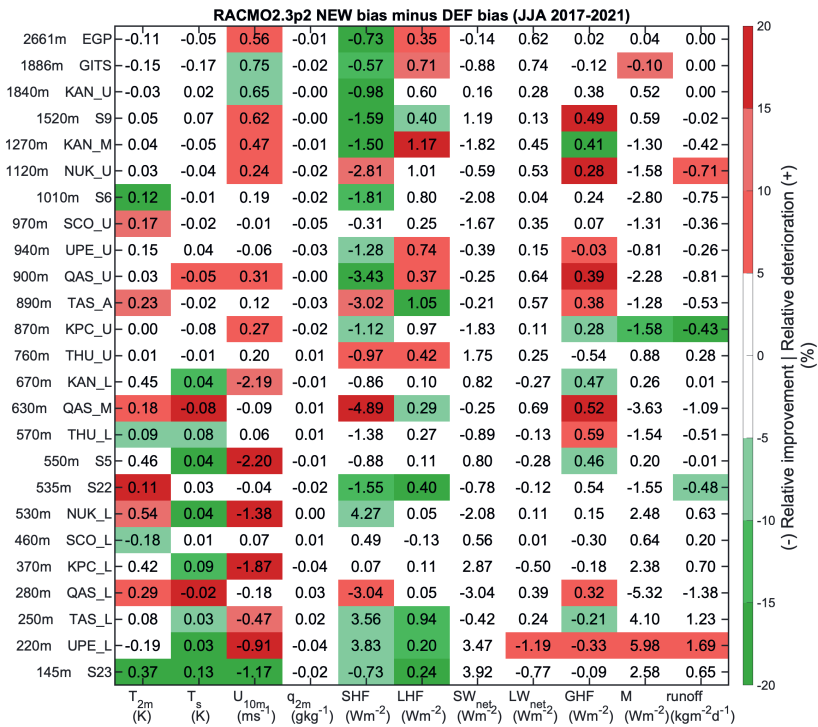 RACMO2.3p2 NEW bias minus DEF bias (JJA 2017-2021)
2661m EGP -0.11 -0.05 0.56 -0.01 -0.73 0.35 -0.14 0.62 0.02 0.04 0.00
1886m GITS -0.15 -0.17 0.75 -0.02 -0.57 0.71 -0.88 0.74 -0.12 -0.10 0.00
1840m KAN_U -0.03 0.02 0.65 -0.00 -0.98 0.60 0.16 0.28 0.38 0.52 0.00
1520m S9 0.05 0.07 0.62 -0.00 -1.59 0.40 1.19 0.13 0.49 0.59 -0.02
1270m KAN_M 0.04 -0.05 0.47 -0.01 -1.50 1.17 -1.82 0.45 0.41 -1.30 -0.42
1120m NUK_U 0.03 -0.04 0.24 -0.02 -2.81 1.01 -0.59 0.53 0.28 -1.58 -0.71
1010m S6 0.12 -0.01 0.19 -0.02 -1.81 0.80 -2.08 0.04 0.24 -2.80 -0.75
970m SCO_U 0.17 -0.02 -0.01 -0.05 -0.31 0.25 -1.67 0.35 0.07 -1.31 -0.36
940m UPE_U 0.15 0.04 -0.06 -0.03 -1.28 0.74 -0.39 0.15 -0.03 -0.81 -0.26
900m QAS_U 0.03 -0.05 0.31 -0.00 -3.43 0.37 -0.25 0.64 0.39 -2.28 -0.81
890m TAS_A 0.23 -0.02 0.12 -0.02 -3.02 1.05 -0.21 0.57 0.38 -1.28 -0.53
870m KPC_U 0.00 -0.08 0.27 -0.02 -1.12 0.97 -1.83 0.11 0.28 -1.58 -0.43
760m THU_U 0.01 -0.01 0.20 0.01 -0.97 0.42 1.75 0.25 -0.54 0.88 0.28
670m KAN_L 0.45 0.04 -2.19 -0.01 -0.86 0.10 0.82 -0.27 0.47 0.26 0.01
630m QAS_M 0.18 -0.08 -0.09 0.01 -4.89 0.29 -0.25 0.69 0.52 -3.63 -1.09
570m THU_L 0.09 0.08 0.06 0.01 -1.38 0.27 -0.89 -0.13 0.59 -1.54 -0.51
550m S5 0.46 0.04 -2.20 -0.01 -0.88 0.11 0.80 -0.28 0.46 0.20 -0.01
535m S22 0.11 0.03 -0.04 -0.02 -1.55 0.40 -0.78 -0.12 0.54 -1.55 -0.48
530m NUK_L 0.54 0.04 -1.38 0.00 4.27 0.05 -2.08 0.11 0.15 2.48 0.63
460m SCO_L -0.18 0.01 0.07 0.01 0.49 -0.13 0.56 0.01 -0.30 0.64 0.20
370m KPC_L 0.42 0.09 -1.87 -0.04 0.07 0.11 2.87 -0.50 -0.18 2.38 0.70
280m QAS_L 0.29 -0.02 -0.18 0.03 -3.04 0.05 -3.04 0.39 0.32 -5.32 -1.38
250m TAS_L 0.08 0.03 -0.47 0.02 3.56 0.94 -0.42 0.24 -0.21 4.10 1.23
220m UPE_L -0.19 0.03 -0.91 -0.04 3.83 0.20 3.47 -1.19 -0.33 5.98 1.69
145m S23 0.37 0.13 -1.17 -0.02 -0.73 0.24 3.92 -0.77 -0.09 2.58 0.65
T2m Ts U10m q2m SHF LHF SWnet LWnet GHF M runoff
(K) (K) (ms-1) (gkg-1) (Wm-2) (Wm-2) (Wm-2) (Wm-2) (Wm-2) (Wm-2) (kgm-2d-1)
20
15
10
5
0
-5
-10
-15
-20
(-) Relative improvement | Relative deterioration (+)
(%)